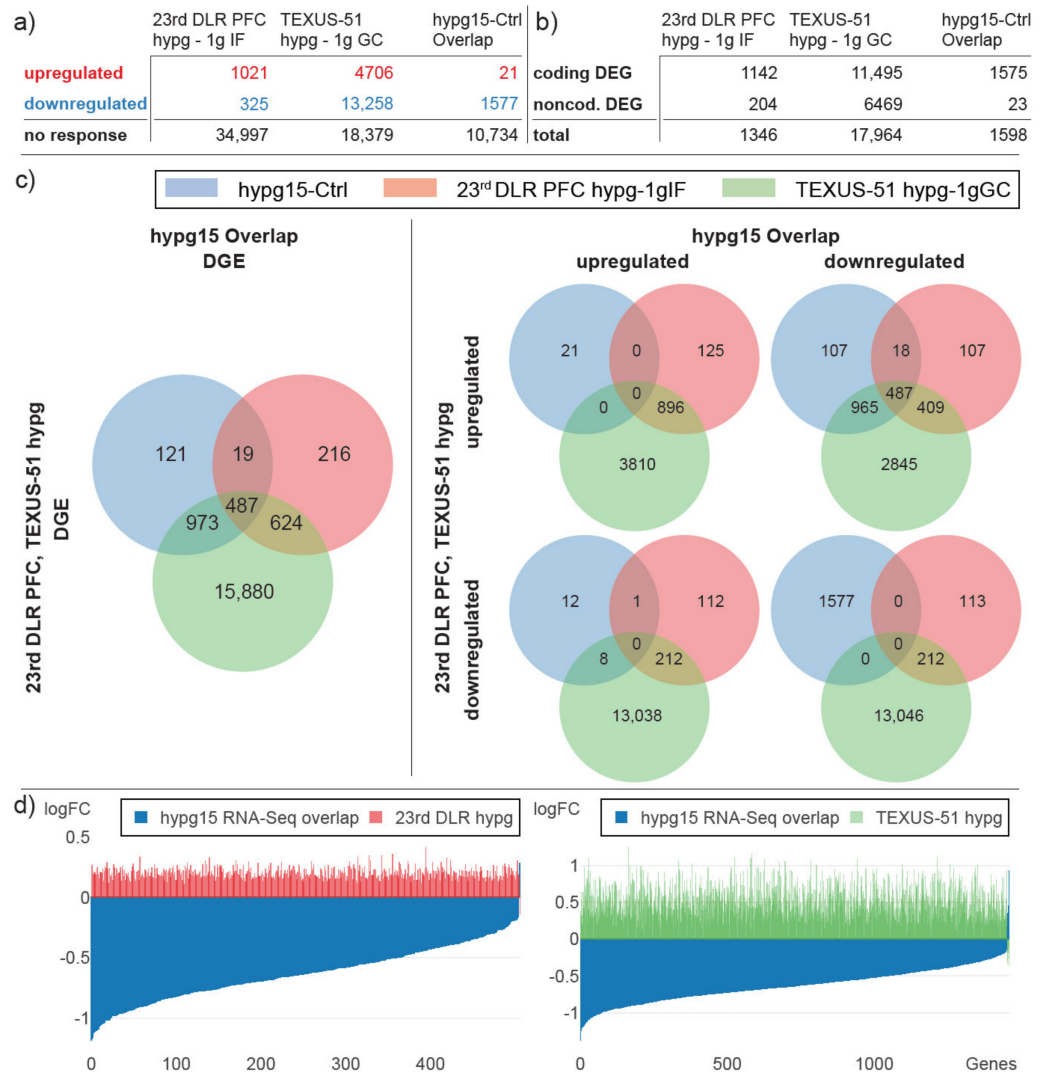 a)
23rd DLR PFC TEXUS-51 hypg15-Ctrl
hypg - 1g IF hypg - 1g GC Overlap
upregulated 1021 4706 21
downregulated 325 13,258 1577
no response 34,997 18,379 10,734
b)
23rd DLR PFC TEXUS-51 hypg15-Ctrl
hypg - 1g IF hypg - 1g GC Overlap
coding DEG 1142 11,495 1575
noncod. DEG 204 6469 23
total 1346 17,964 1598
c)
hypg15-Ctrl 23rd DLR PFC hypg-1gIF TEXUS-51 hypg-1gGC
hypg15 Overlap
DGE
23rd DLR PFC, TEXUS-51 hypg
DGE
121 19 216
487
973 624
15,880
hypg15 Overlap
upregulated downregulated
23rd DLR PFC, TEXUS-51 hypg
upregulated
21 0 125
0
0 896
3810
107 18 107
487
965 409
2845
downregulated
12 1 112
0
8 212
13,038
1577 0 113
0
0 212
13,046
d)
logFC
hypg15 RNA-Seq overlap 23rd DLR hypg
0.5
0
-0.5
-1
0 100 200 300 400
logFC
hypg15 RNA-Seq overlap TEXUS-51 hypg
1
0.5
0
-0.5
-1
0 500 1000 Genes